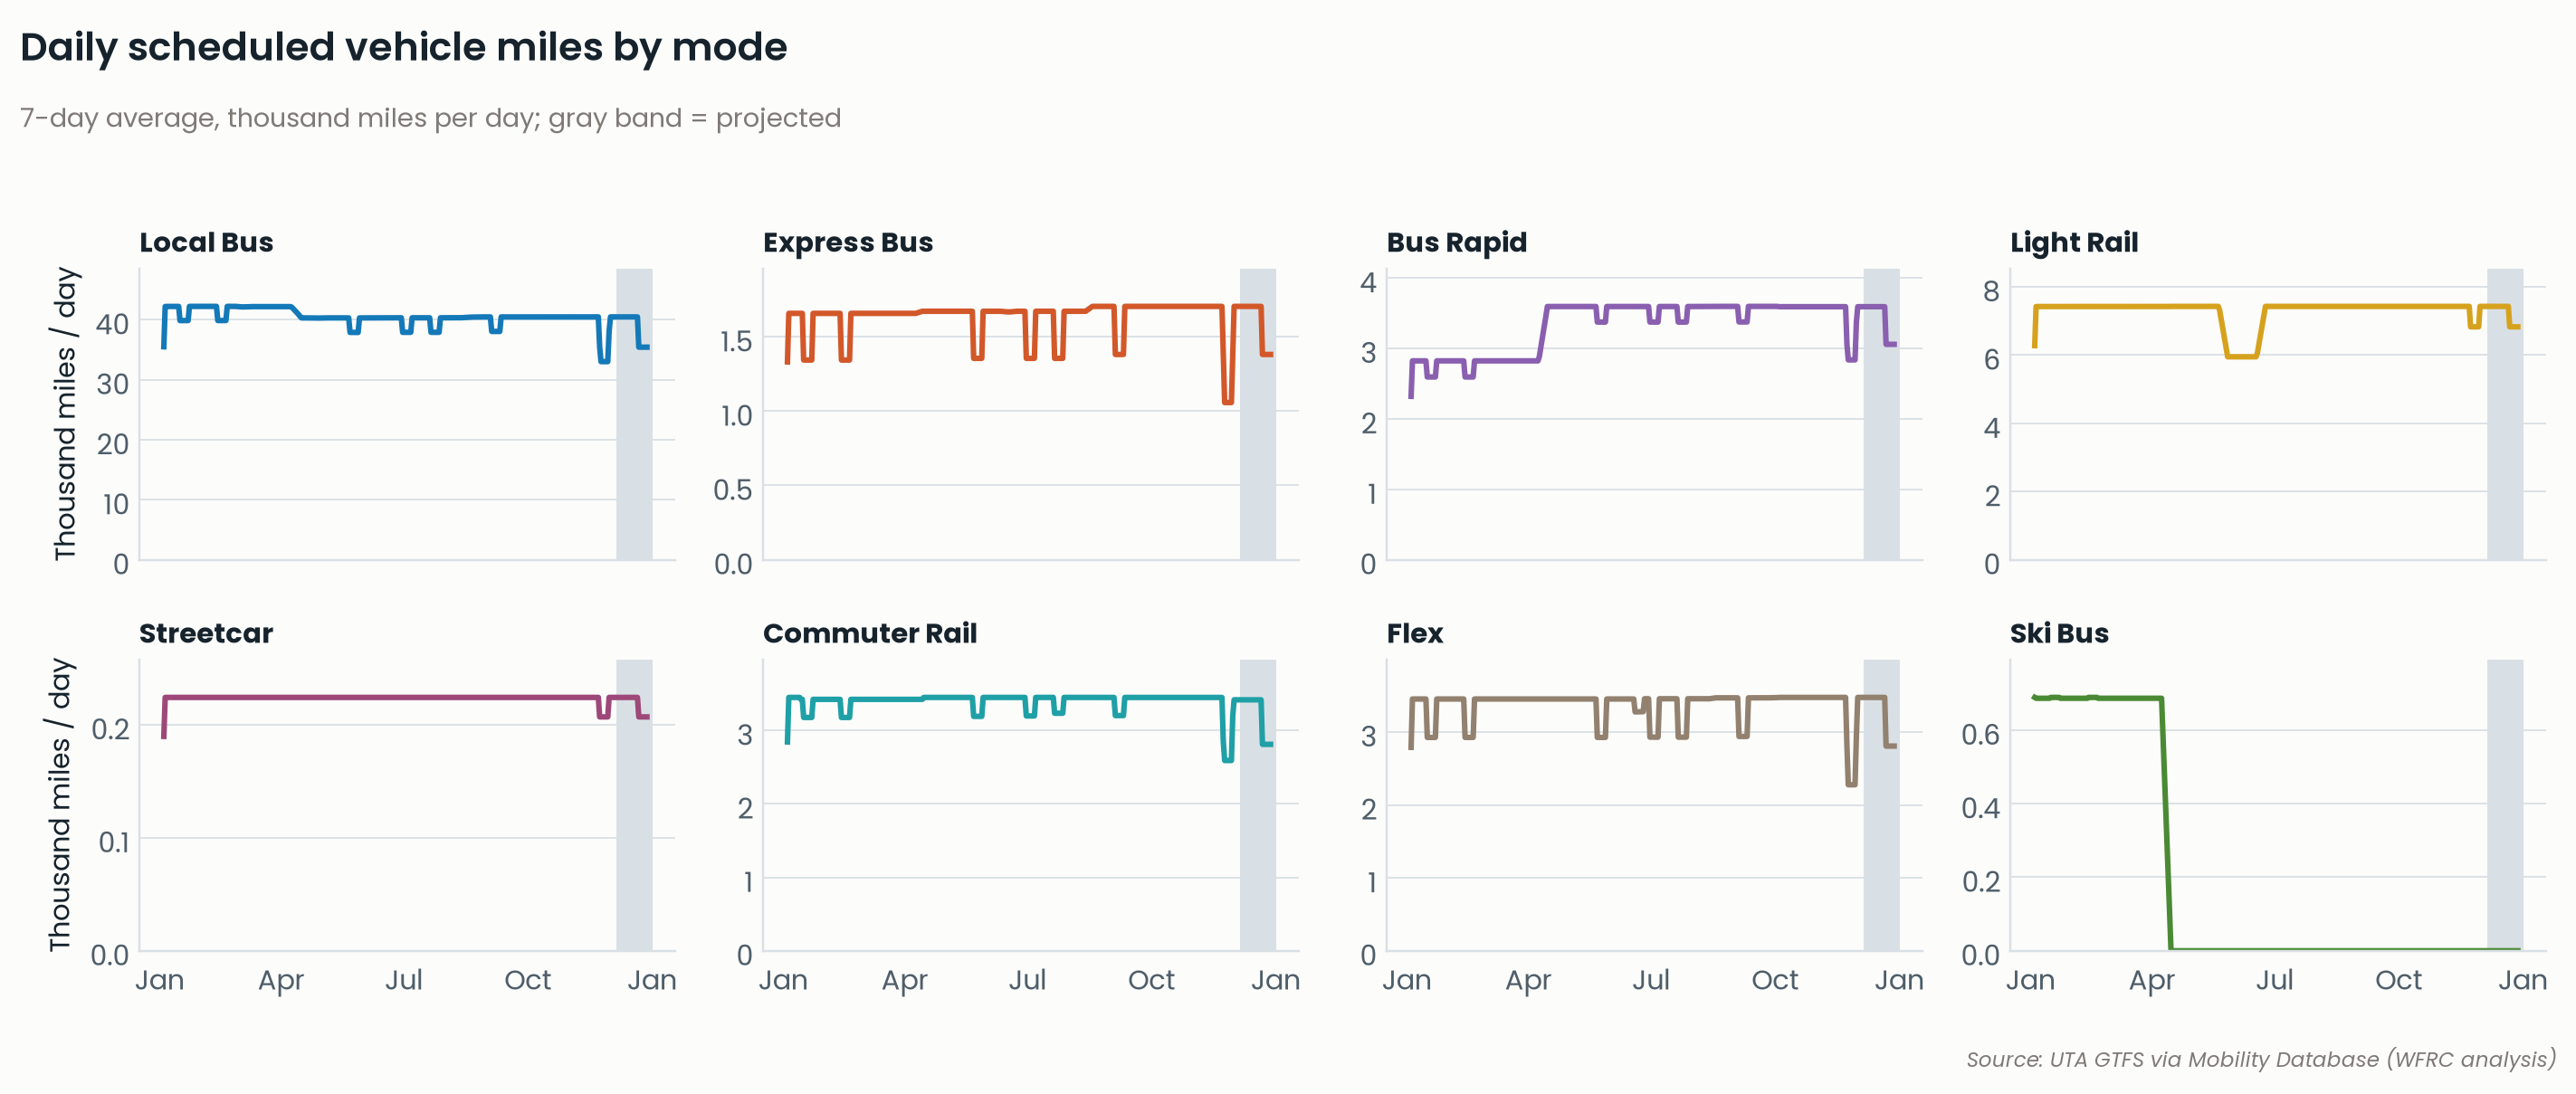 Daily scheduled vehicle miles by mode
7-day average, thousand miles per day; gray band = projected
Local Bus
Express Bus
Bus Rapid
Light Rail
Thousand miles / day
40
30
20
10
0
1.5
1.0
0.5
0.0
4
3
2
1
0
8
6
4
2
0
Streetcar
Commuter Rail
Flex
Ski Bus
Thousand miles / day
0.2
0.1
0.0
3
2
1
0
3
2
1
0
0.6
0.4
0.2
0.0
Jan Apr Jul Oct Jan
Jan Apr Jul Oct Jan
Jan Apr Jul Oct Jan
Jan Apr Jul Oct Jan
Source: UTA GTFS via Mobility Database (WFRC analysis)